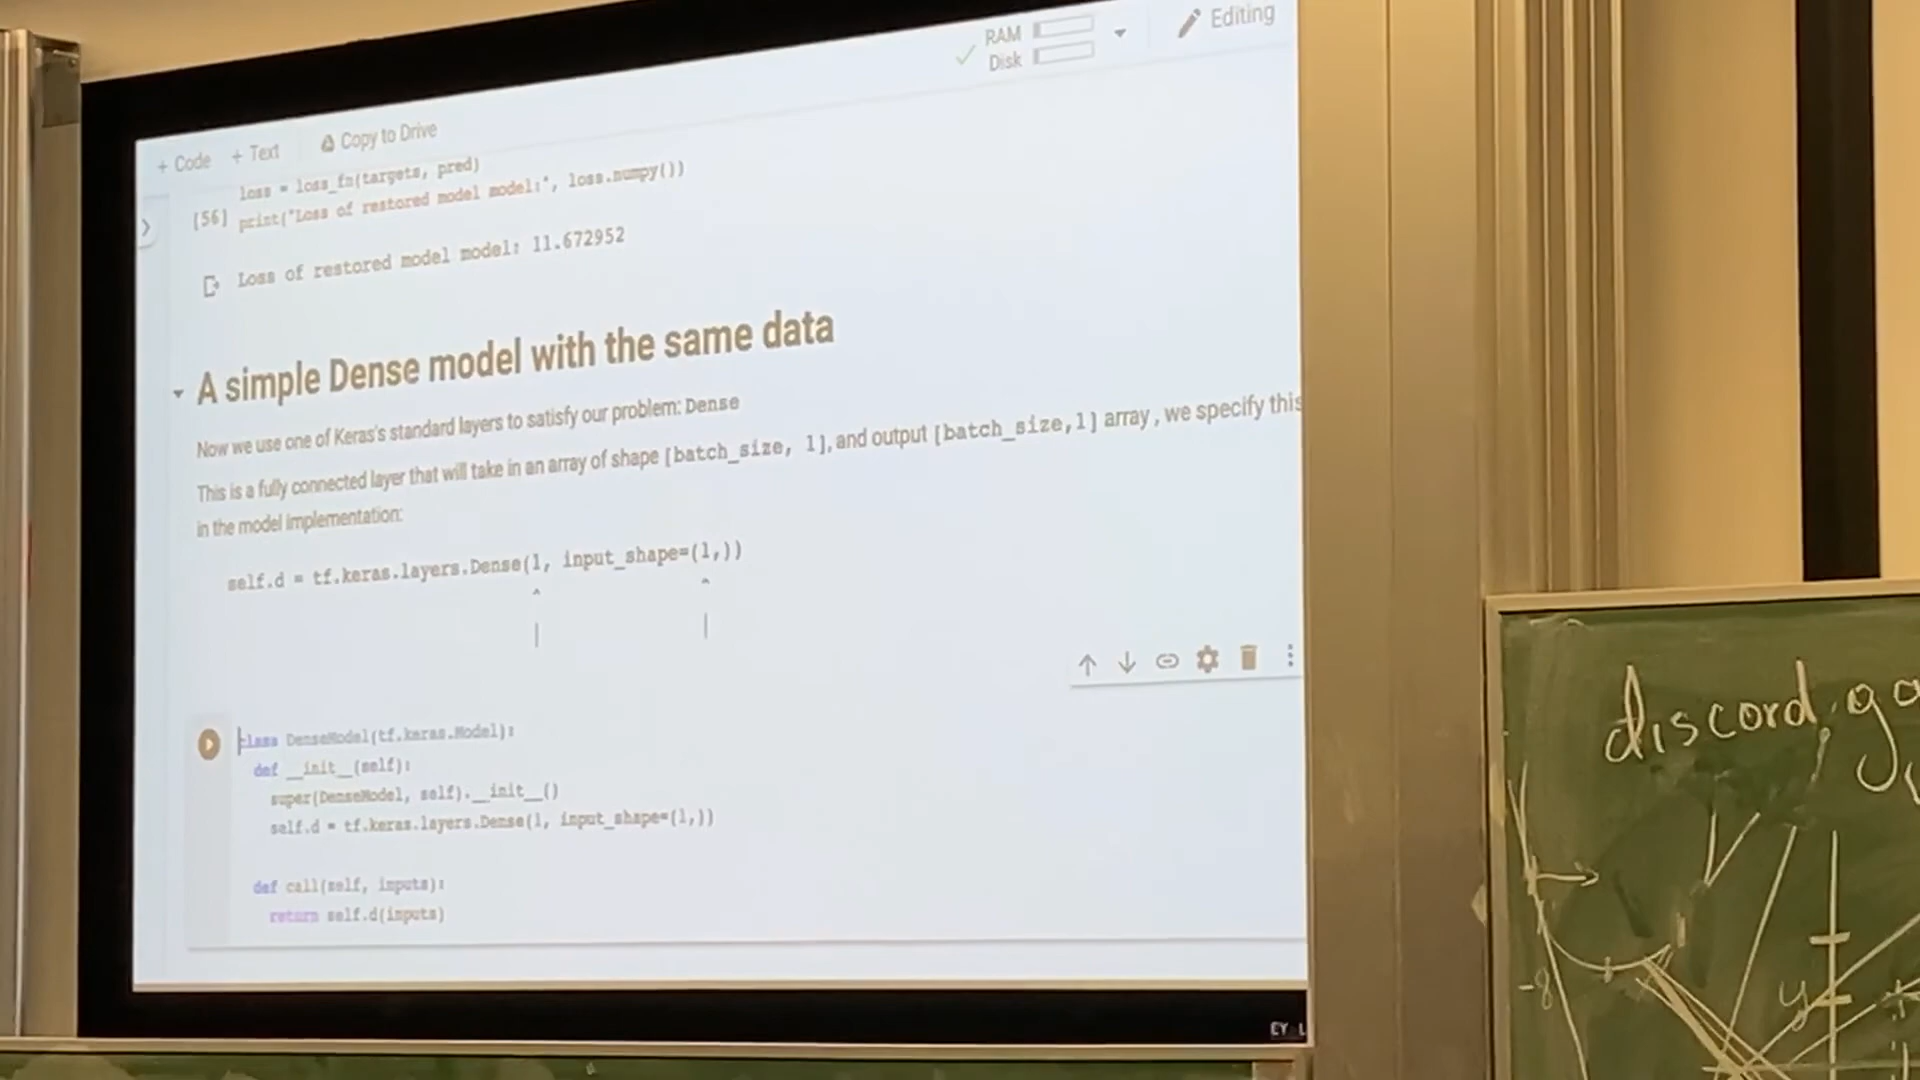 RAM
Disk
Editing
+ Code + Text Copy to Drive
loss = loss_fn(targets, pred)
[56] print("Loss of restored model model:", loss.numpy())
Loss of restored model model: 11.672952
A simple Dense model with the same data
Now we use one of Keras's standard layers to satisfy our problem: Dense
This is a fully connected layer that will take in an array of shape [batch_size, 1], and output [batch_size,1] array , we specify this
in the model implementation:
self.d = tf.keras.layers.Dense(1, input_shape=(1,))
^ ^
| |
class DenseModel(tf.keras.Model):
def __init__(self):
super(DenseModel, self).__init__()
self.d = tf.keras.layers.Dense(1, input_shape=(1,))
def call(self, inputs):
return self.d(inputs)
EY L
discord.g
-8
y